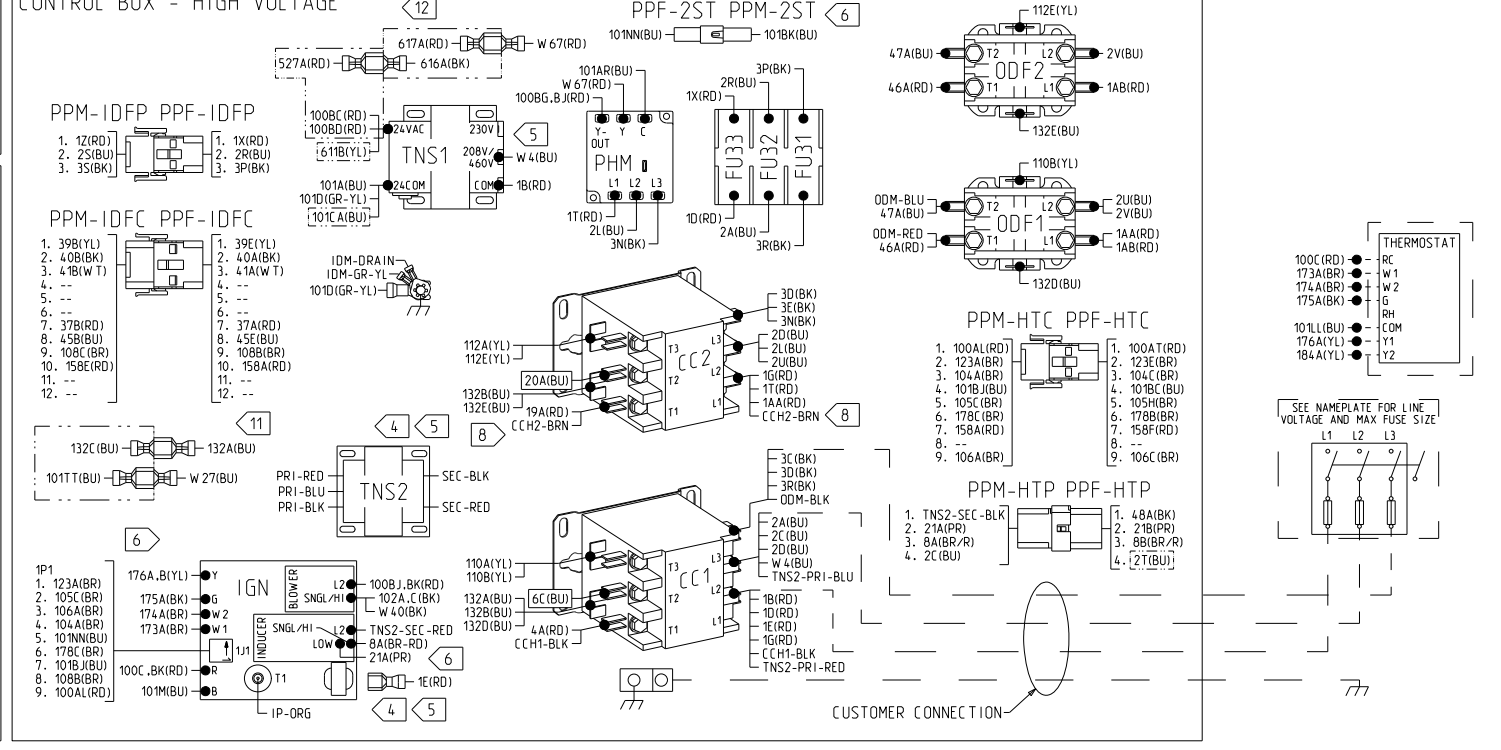 CONTROL BOX - HIGH VOLTAGE
12
617A(RD)
W 67(RD)
527A(RD)
616A(BK)
PPF-2ST PPM-2ST
6
101NN(BU)
101BK(BU)
PPM-IDFP PPF-IDFP
1. 1Z(RD)
2. 2S(BU)
3. 3S(BK)
1. 1X(RD)
2. 2R(BU)
3. 3P(BK)
100BC(RD)
100BD(RD)
611B(YL)
101A(BU)
101D(GR-YL)
101CA(BU)
24VAC
230V
TNS1
208V/
460V
24COM
COM
5
W 4(BU)
1B(RD)
101AR(BU)
W 67(RD)
100BG.BJ(RD)
Y-
OUT
Y
C
PHM
L1 L2 L3
1T(RD)
2L(BU)
3N(BK)
3P(BK)
2R(BU)
1X(RD)
FU33
FU32
FU31
1D(RD)
2A(BU)
3R(BK)
112E(YL)
47A(BU)
T2
L2
2V(BU)
ODF2
46A(RD)
T1
L1
1AB(RD)
132E(BU)
110B(YL)
ODM-BLU
47A(BU)
T2
L2
2U(BU)
2V(BU)
ODF1
ODM-RED
46A(RD)
T1
L1
1AA(RD)
1AB(RD)
132D(BU)
PPM-IDFC PPF-IDFC
1. 39B(YL)
2. 40B(BK)
3. 41B(W T)
4. --
5. --
6. --
7. 37B(RD)
8. 45B(BU)
9. 108C(BR)
10. 158E(RD)
11. --
12. --
1. 39E(YL)
2. 40A(BK)
3. 41A(W T)
4. --
5. --
6. --
7. 37A(RD)
8. 45E(BU)
9. 108B(BR)
10. 158A(RD)
11. --
12. --
IDM-DRAIN
IDM-GR-YL
101D(GR-YL)
112A(YL)
112E(YL)
20A(BU)
132B(BU)
132E(BU)
19A(RD)
CCH2-BRN
8
T3
T2
T1
CC2
L3
L2
L1
3D(BK)
3E(BK)
3N(BK)
2D(BU)
2L(BU)
2U(BU)
1G(RD)
1T(RD)
1AA(RD)
CCH2-BRN
8
PPM-HTC PPF-HTC
1. 100AL(RD)
2. 123A(BR)
3. 104A(BR)
4. 101BJ(BU)
5. 105C(BR)
6. 178C(BR)
7. 158A(RD)
8. --
9. 106A(BR)
1. 100AT(RD)
2. 123E(BR)
3. 104C(BR)
4. 101BC(BU)
5. 105H(BR)
6. 178B(BR)
7. 158F(RD)
8. --
9. 106C(BR)
THERMOSTAT
100C(RD)
RC
173A(BR)
W 1
174A(BR)
W 2
175A(BK)
G
RH
101LL(BU)
COM
176A(YL)
Y1
184A(YL)
Y2
11
132C(BU)
132A(BU)
101TT(BU)
W 27(BU)
4
5
PRI-RED
PRI-BLU
PRI-BLK
TNS2
SEC-BLK
SEC-RED
SEE NAMEPLATE FOR LINE
VOLTAGE AND MAX FUSE SIZE
L1 L2 L3
PPM-HTP PPF-HTP
1. TNS2-SEC-BLK
2. 21A(PR)
3. 8A(BR/R)
4. 2C(BU)
1. 48A(BK)
2. 21B(PR)
3. 8B(BR/R)
4. 2T(BU)
110A(YL)
110B(YL)
132A(BU)
6C(BU)
132B(BU)
132D(BU)
4A(RD)
CCH1-BLK
T3
T2
T1
CC1
L3
L2
L1
3C(BK)
3D(BK)
3R(BK)
ODM-BLK
2A(BU)
2C(BU)
2D(BU)
W 4(BU)
TNS2-PRI-BLU
1B(RD)
1D(RD)
1E(RD)
1G(RD)
CCH1-BLK
TNS2-PRI-RED
6
1P1
1. 123A(BR)
2. 105C(BR)
3. 106A(BR)
4. 104A(BR)
5. 101NN(BU)
6. 178C(BR)
7. 101BJ(BU)
8. 108B(BR)
9. 100AL(RD)
176A.B(YL)
Y
175A(BK)
G
174A(BR)
W 2
173A(BR)
W 1
1J1
100C.BK(RD)
R
101M(BU)
B
IGN
BLOWER
L2
SNGL/HI
100BJ.BK(RD)
102A.C(BK)
W 40(BK)
INDUCER
SNGL/HI
L2
LOW
TNS2-SEC-RED
8A(BR-RD)
21A(PR)
6
T1
1E(RD)
IP-ORG
4
5
CUSTOMER CONNECTION